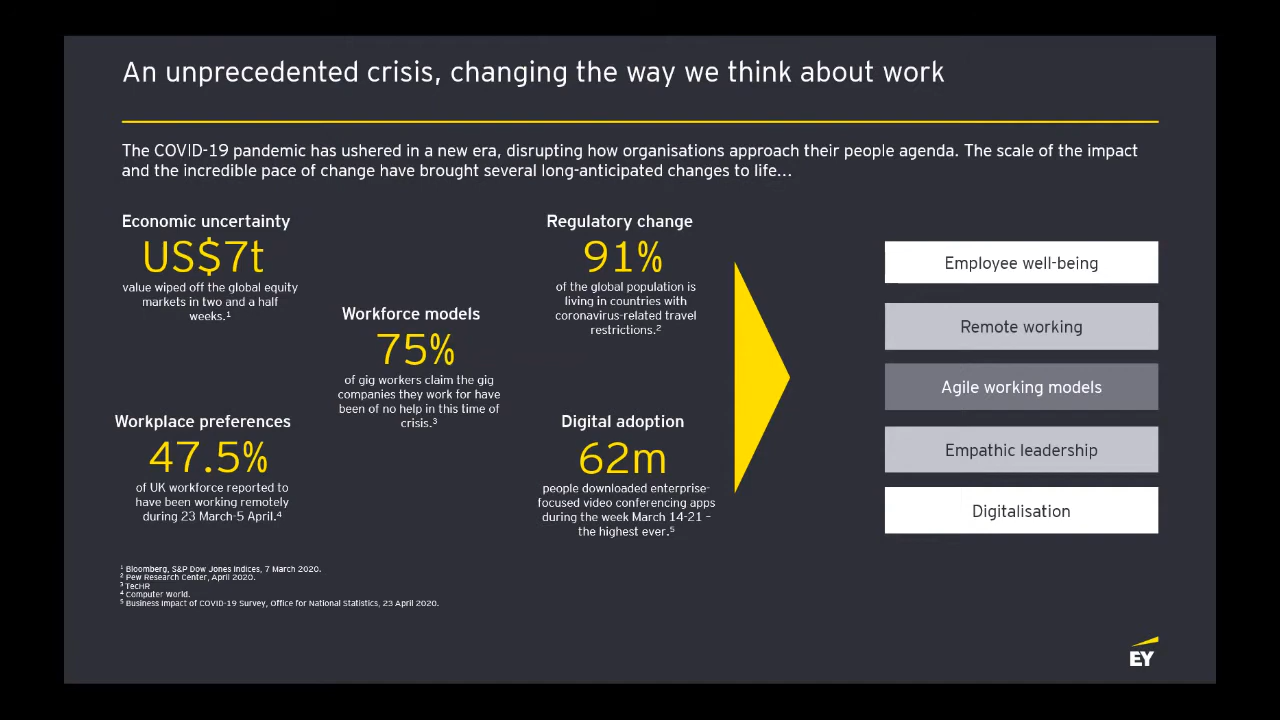 An unprecedented crisis, changing the way we think about work
The COVID-19 pandemic has ushered in a new era, disrupting how organisations approach their people agenda. The scale of the impact
and the incredible pace of change have brought several long-anticipated changes to life…
Economic uncertainty
US$7t
value wiped off the global equity
markets in two and a half
weeks.¹
Workforce models
75%
of gig workers claim the gig
companies they work for have
been of no help in this time of
crisis.³
Workplace preferences
47.5%
of UK workforce reported to
have been working remotely
during 23 March-5 April.⁴
Regulatory change
91%
of the global population is
living in countries with
coronavirus-related travel
restrictions.²
Digital adoption
62m
people downloaded enterprise-
focused video conferencing apps
during the week March 14-21 –
the highest ever.⁵
Employee well-being
Remote working
Agile working models
Empathic leadership
Digitalisation
¹ Bloomberg, S&P Dow Jones Indices, 7 March 2020.
² Pew Research Center, April 2020.
³ TecHR
⁴ Computer World.
⁵ Business Impact of COVID-19 Survey, Office for National Statistics, 23 April 2020.
EY